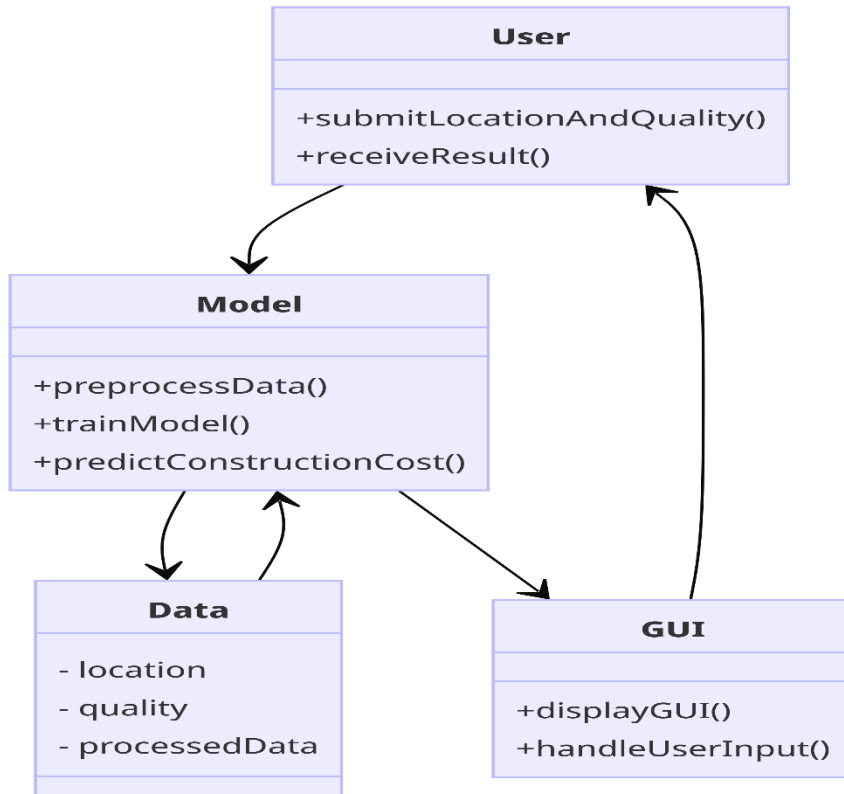 User
+submitLocationAndQuality()
+receiveResult()
Model
+preprocessData()
+trainModel()
+predictConstructionCost()
Data
- location
- quality
- processedData
GUI
+displayGUI()
+handleUserInput()